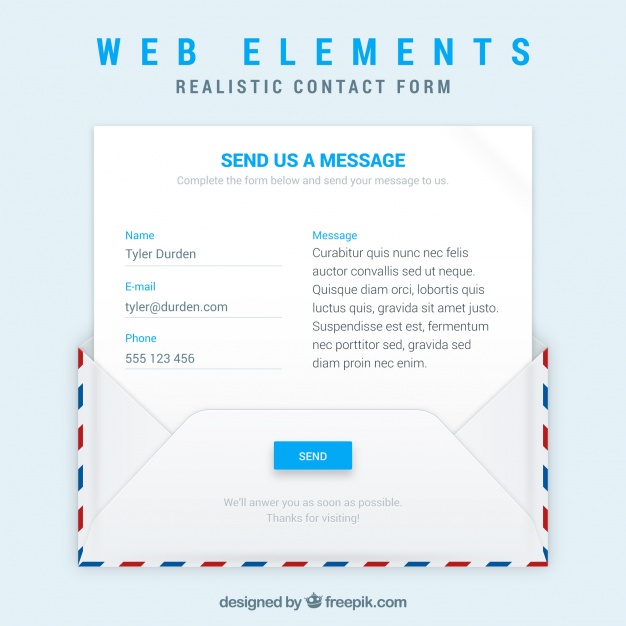 WEB ELEMENTS
REALISTIC CONTACT FORM
SEND US A MESSAGE
Complete the form below and send your message to us.
Name
Tyler Durden
E-mail
tyler@durden.com
Phone
555 123 456
Message
Curabitur quis nunc nec felis
auctor convallis sed ut neque.
Quisque diam orci, lobortis quis
luctus quis, gravida sit amet justo.
Suspendisse est est, fermentum
nec porttitor sed, gravida sed
diam proin nec enim.
SEND
We'll anwer you as soon as possible.
Thanks for visiting!
designed by freepik.com